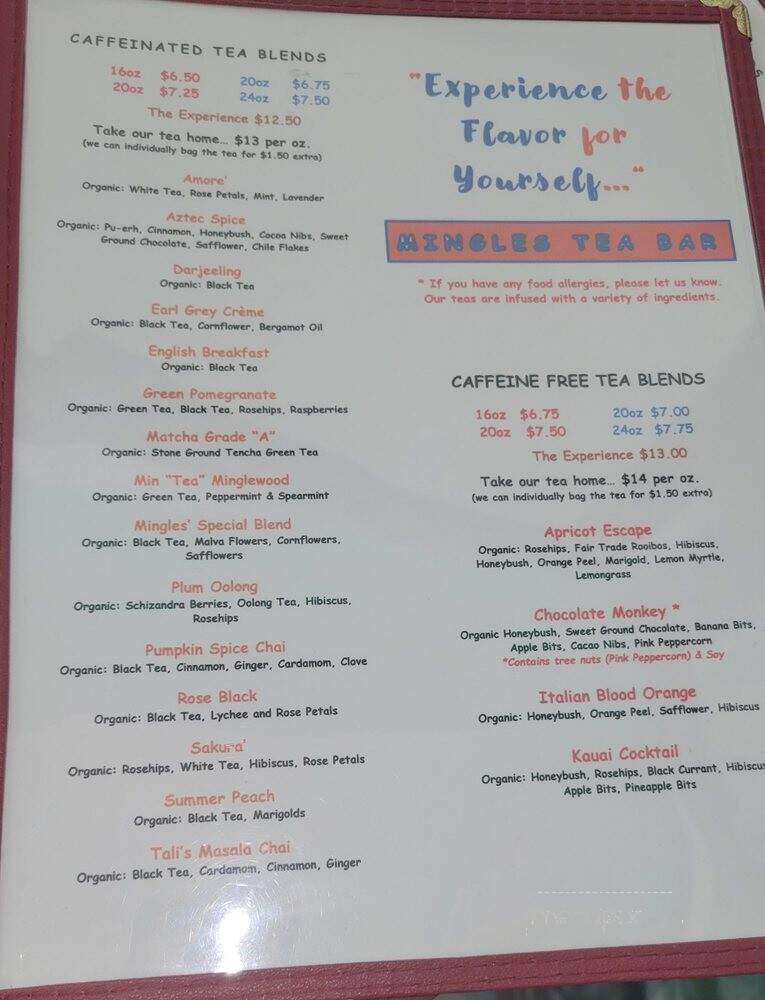 CAFFEINATED TEA BLENDS
16oz $6.50 20oz $6.75
20oz $7.25 24oz $7.50
The Experience $12.50
Take our tea home... $13 per oz.
(we can individually bag the tea for $1.50 extra)
Amore'
Organic: White Tea, Rose Petals, Mint, Lavender
Aztec Spice
Organic: Pu-erh, Cinnamon, Honeybush, Cocoa Nibs, Sweet
Ground Chocolate, Safflower, Chile Flakes
Darjeeling
Organic: Black Tea
Earl Grey Crème
Organic: Black Tea, Cornflower, Bergamot Oil
English Breakfast
Organic: Black Tea
Green Pomegranate
Organic: Green Tea, Black Tea, Rosehips, Raspberries
Matcha Grade "A"
Organic: Stone Ground Tencha Green Tea
Min "Tea" Minglewood
Organic: Green Tea, Peppermint & Spearmint
Mingles' Special Blend
Organic: Black Tea, Malva Flowers, Cornflowers,
Safflowers
Plum Oolong
Organic: Schizandra Berries, Oolong Tea, Hibiscus,
Rosehips
Pumpkin Spice Chai
Organic: Black Tea, Cinnamon, Ginger, Cardamom, Clove
Rose Black
Organic: Black Tea, Lychee and Rose Petals
Sakura'
Organic: Rosehips, White Tea, Hibiscus, Rose Petals
Summer Peach
Organic: Black Tea, Marigolds
Tali's Masala Chai
Organic: Black Tea, Cardamom, Cinnamon, Ginger
"Experience the
Flavor for
Yourself..."
MINGLES TEA BAR
* If you have any food allergies, please let us know.
Our teas are infused with a variety of ingredients.
CAFFEINE FREE TEA BLENDS
16oz $6.75 20oz $7.00
20oz $7.50 24oz $7.75
The Experience $13.00
Take our tea home... $14 per oz.
(we can individually bag the tea for $1.50 extra)
Apricot Escape
Organic: Rosehips, Fair Trade Rooibos, Hibiscus,
Honeybush, Orange Peel, Marigold, Lemon Myrtle,
Lemongrass
Chocolate Monkey *
Organic Honeybush, Sweet Ground Chocolate, Banana Bits,
Apple Bits, Cacao Nibs, Pink Peppercorn
*Contains tree nuts (Pink Peppercorn) & Soy
Italian Blood Orange
Organic: Honeybush, Orange Peel, Safflower, Hibiscus
Kauai Cocktail
Organic: Honeybush, Rosehips, Black Currant, Hibiscus
Apple Bits, Pineapple Bits